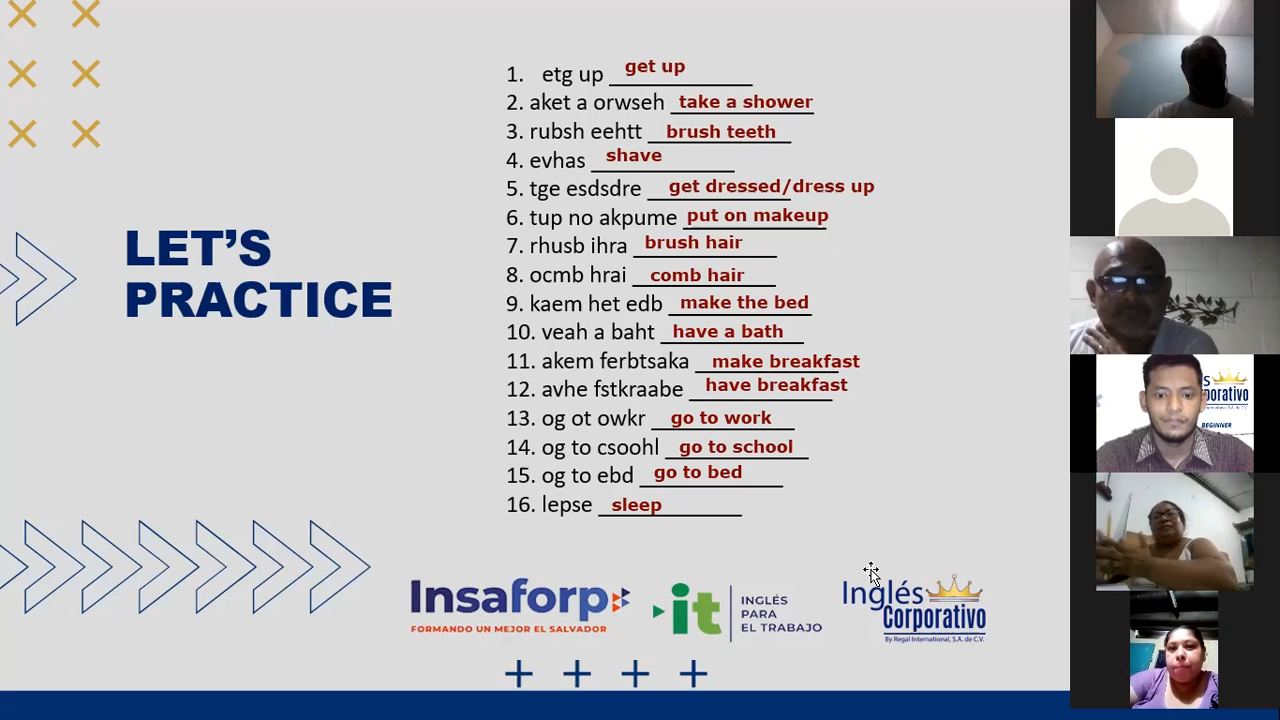 LET'S
PRACTICE
1. etg up get up
2. aket a orwseh take a shower
3. rubsh eehtt brush teeth
4. evhas shave
5. tge esdsdre get dressed/dress up
6. tup no akpume put on makeup
7. rhusb ihra brush hair
8. ocmb hrai comb hair
9. kaem het edb make the bed
10. veah a baht have a bath
11. akem ferbtsaka make breakfast
12. avhe fstkraabe have breakfast
13. og ot owkr go to work
14. og to csoohl go to school
15. og to ebd go to bed
16. lepse sleep
Insaforp
FORMANDO UN MEJOR EL SALVADOR
it
INGLÉS
PARA
EL TRABAJO
Inglés
Corporativo
By Regal International, S.A. de C.V.
BEGINNER